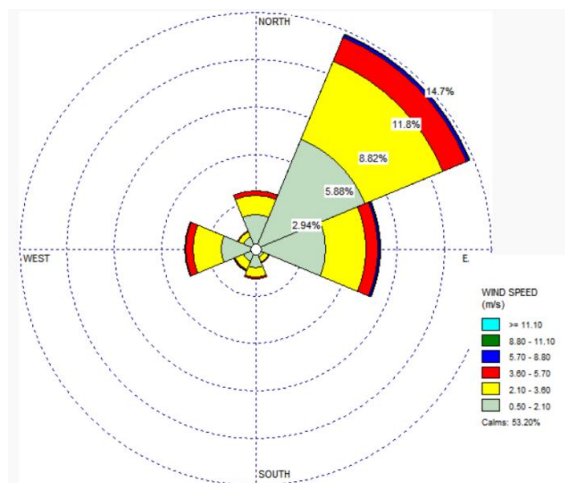 NORTH
14.7%
11.8%
8.82%
5.88%
2.94%
WEST
E.
SOUTH
WIND SPEED
(m/s)
>= 11.10
8.80 - 11.10
5.70 - 8.80
3.60 - 5.70
2.10 - 3.60
0.50 - 2.10
Calms: 53.20%